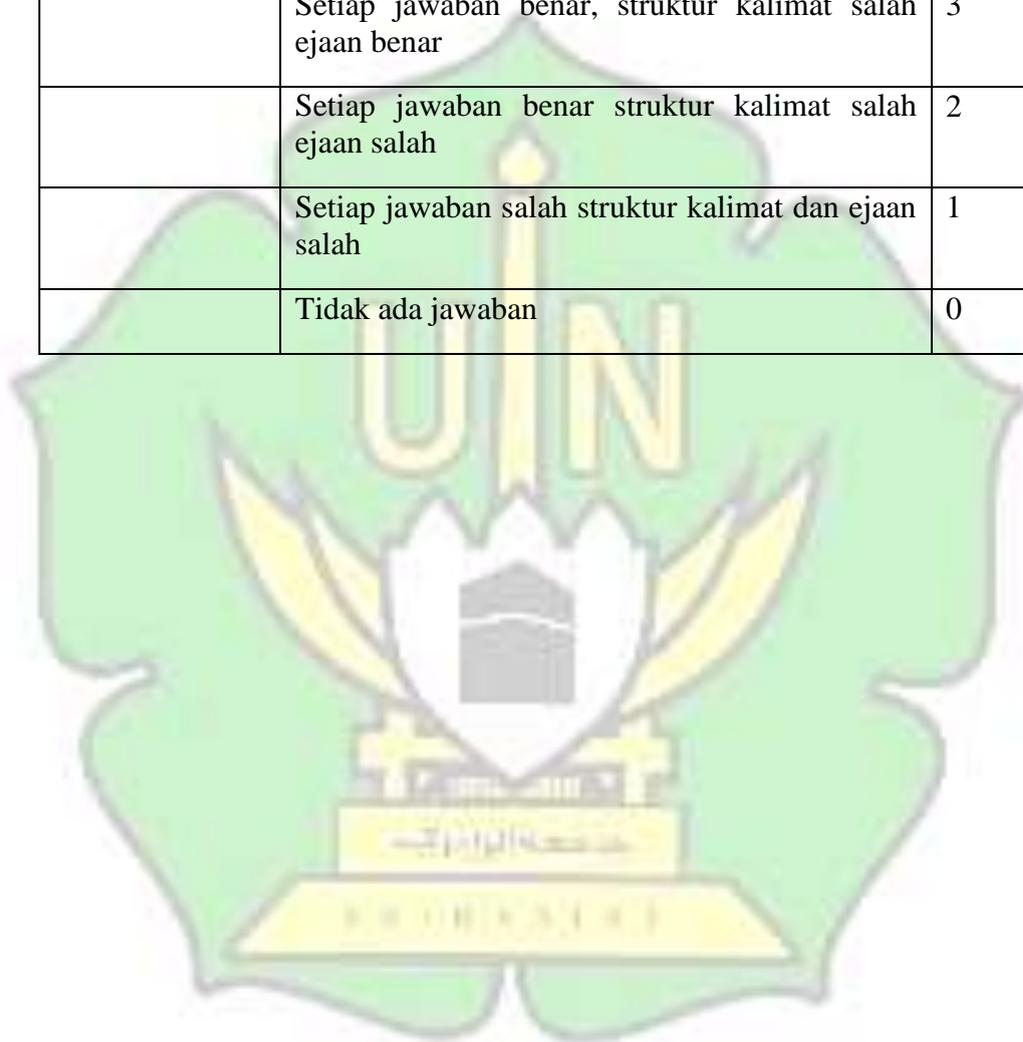 Setiap jawaban benar, struktur kalimat salah 3
ejaan benar
Setiap jawaban benar struktur kalimat salah 2
ejaan salah
Setiap jawaban salah struktur kalimat dan ejaan 1
salah
Tidak ada jawaban 0
UIN